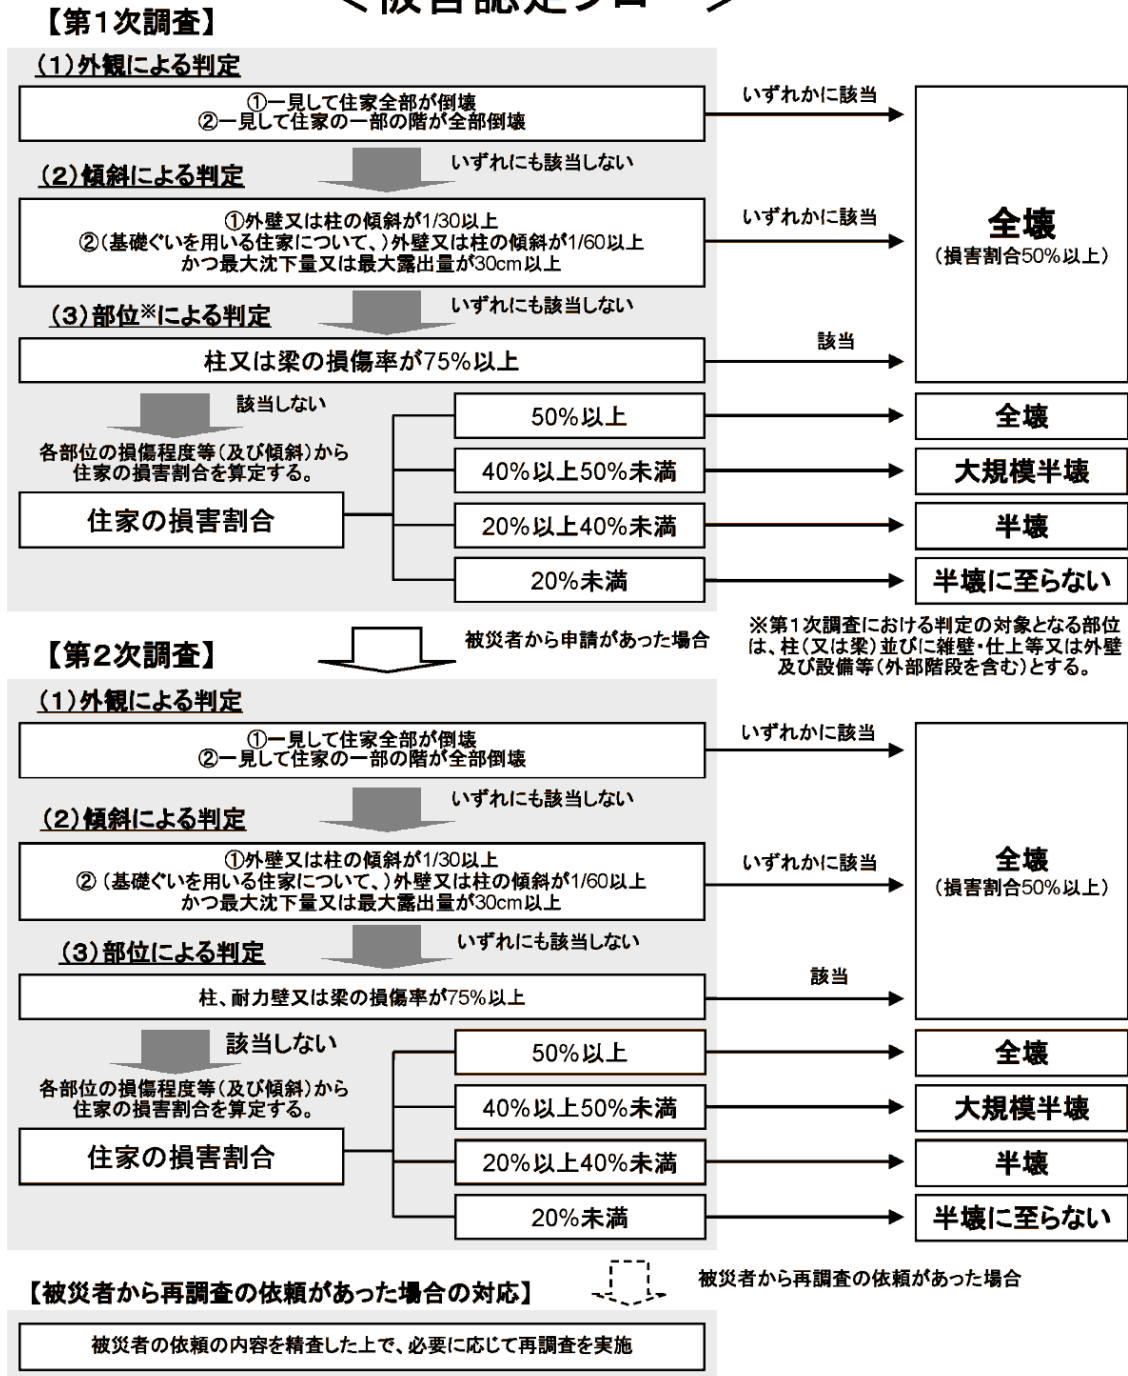 【第1次調査】
(1)外観による判定
①一見して住家全部が倒壊
②一見して住家の一部の階が全部倒壊
いずれかに該当
いずれにも該当しない
(2)傾斜による判定
①外壁又は柱の傾斜が1/30以上
②(基礎ぐいを用いる住家について、)外壁又は柱の傾斜が1/60以上
かつ最大沈下量又は最大露出量が30cm以上
いずれかに該当
全壊
(損害割合50%以上)
いずれにも該当しない
(3)部位※による判定
柱又は梁の損傷率が75%以上
該当
該当しない
各部位の損傷程度等(及び傾斜)から
住家の損害割合を算定する。
住家の損害割合
50%以上
全壊
40%以上50%未満
大規模半壊
20%以上40%未満
半壊
20%未満
半壊に至らない
被災者から申請があった場合
※第1次調査における判定の対象となる部位
は、柱(又は梁)並びに雑壁・仕上等又は外壁
及び設備等(外部階段を含む)とする。
【第2次調査】
(1)外観による判定
①一見して住家全部が倒壊
②一見して住家の一部の階が全部倒壊
いずれかに該当
いずれにも該当しない
(2)傾斜による判定
①外壁又は柱の傾斜が1/30以上
②(基礎ぐいを用いる住家について、)外壁又は柱の傾斜が1/60以上
かつ最大沈下量又は最大露出量が30cm以上
いずれかに該当
全壊
(損害割合50%以上)
いずれにも該当しない
(3)部位による判定
柱、耐力壁又は梁の損傷率が75%以上
該当
該当しない
各部位の損傷程度等(及び傾斜)から
住家の損害割合を算定する。
住家の損害割合
50%以上
全壊
40%以上50%未満
大規模半壊
20%以上40%未満
半壊
20%未満
半壊に至らない
被災者から再調査の依頼があった場合
【被災者から再調査の依頼があった場合の対応】
被災者の依頼の内容を精査した上で、必要に応じて再調査を実施